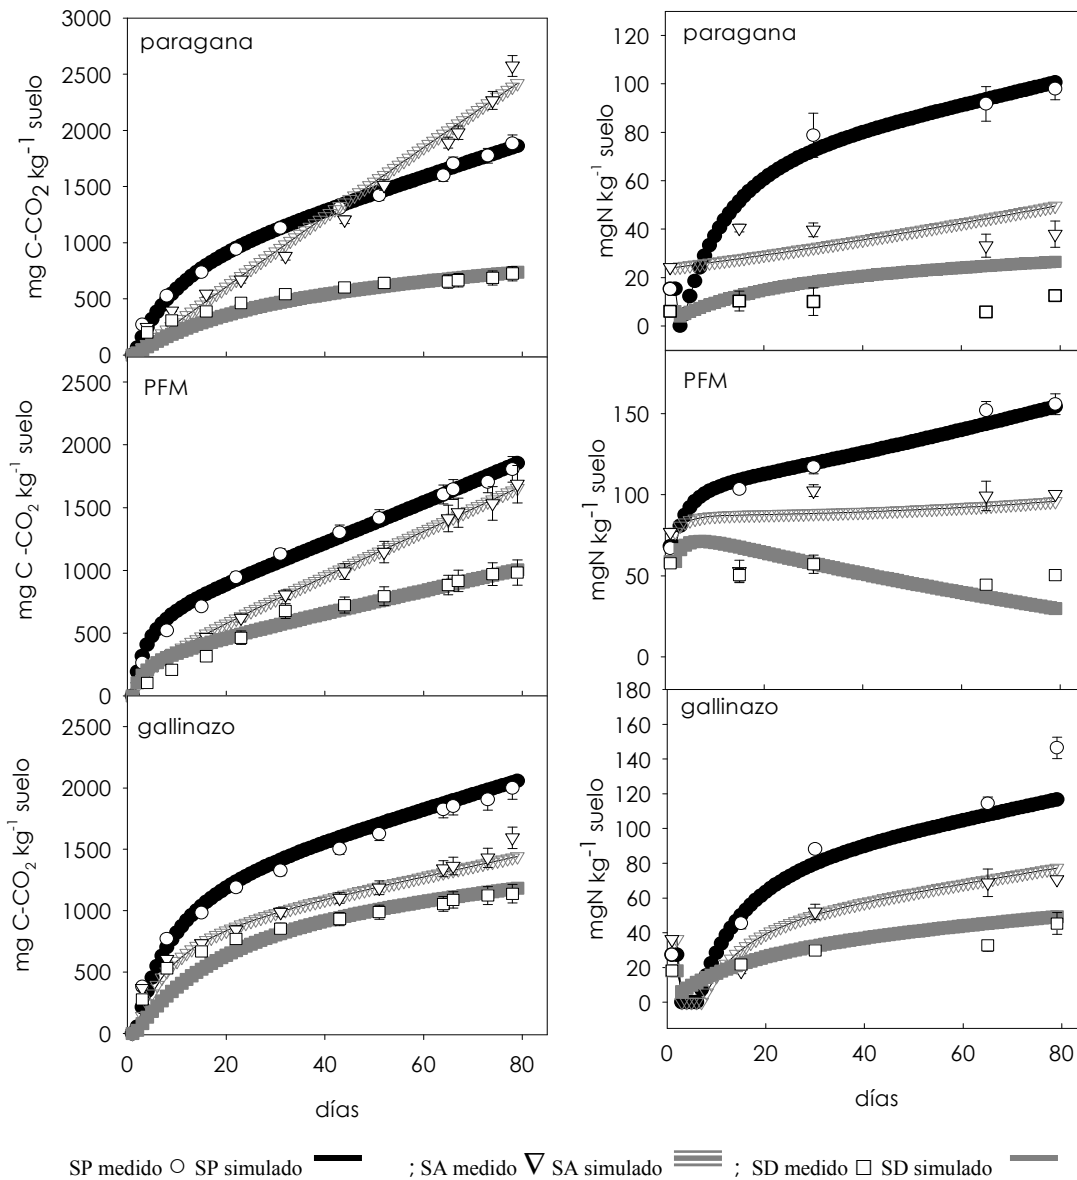 paragana
3000
2500
2000
1500
1000
500
0
mg C-CO2 kg-1 suelo
paragana
120
100
80
60
40
20
0
mgN kg-1 suelo
PFM
2500
2000
1500
1000
500
0
mg C -CO2 kg-1 suelo
PFM
150
100
50
0
mgN kg-1 suelo
gallinazo
2500
2000
1500
1000
500
0
mg C-CO2 kg-1 suelo
0 20 40 60 80
días
gallinazo
180
160
140
120
100
80
60
40
20
0
mgN kg-1 suelo
0 20 40 60 80
días
SP medido SP simulado ; SA medido SA simulado ; SD medido SD simulado